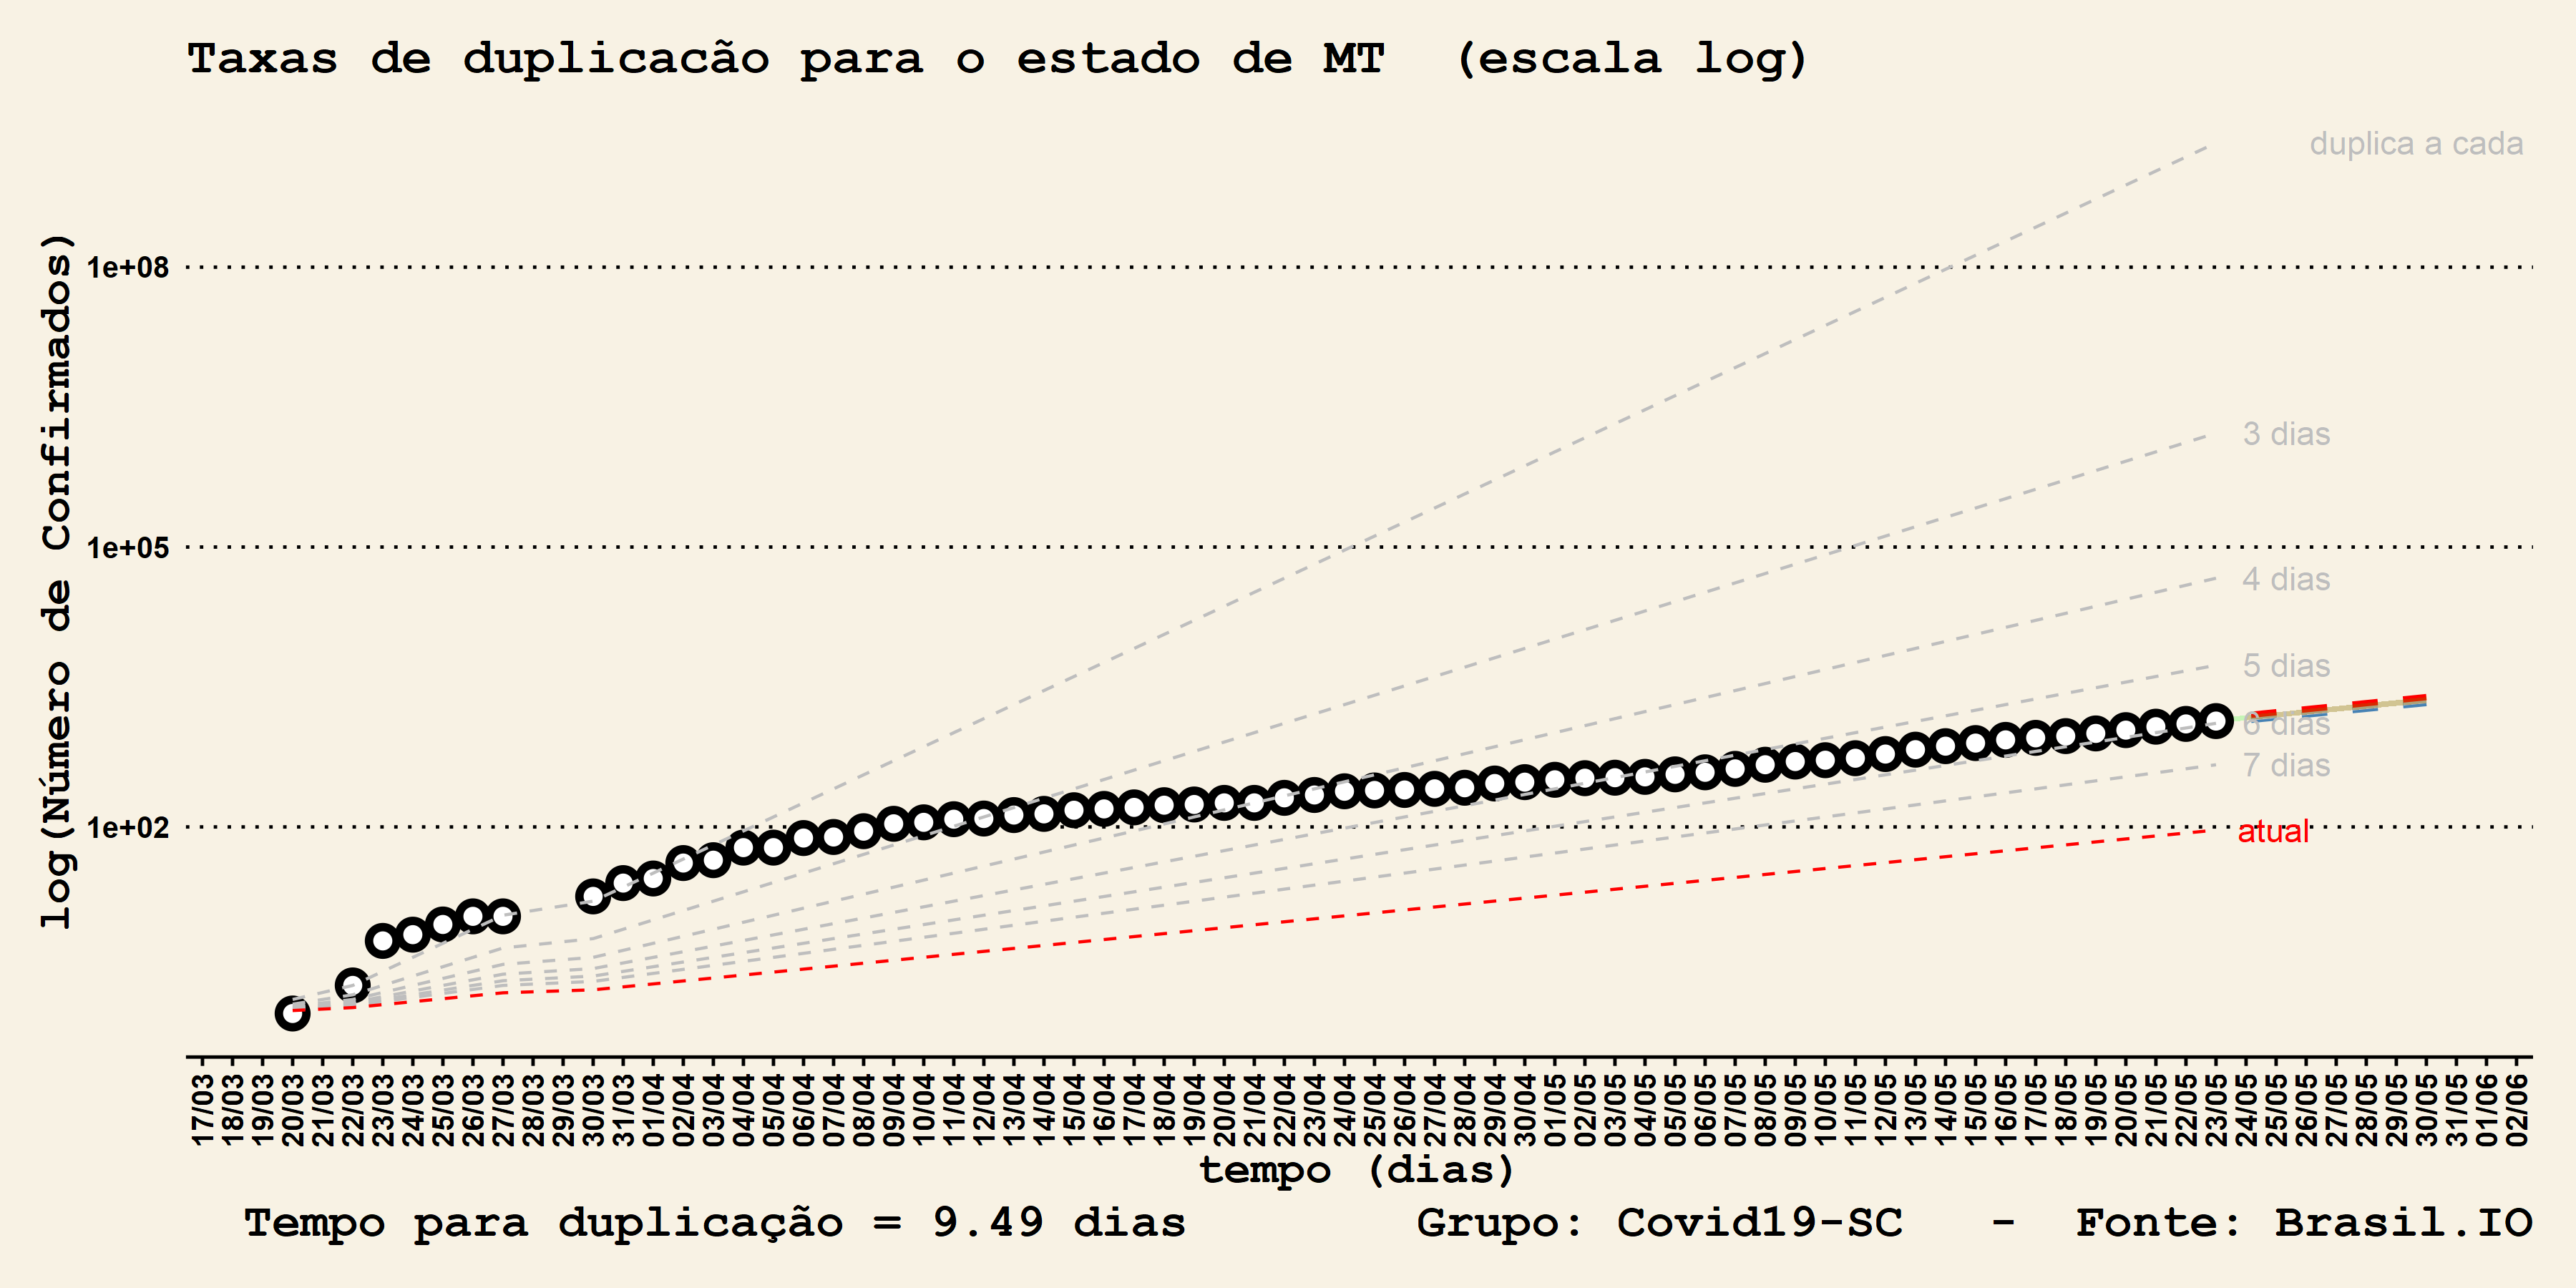 Taxas de duplicacão para o estado de MT  (escala log)
duplica a cada
log(Número de Confirmados)
1e+08
3 dias
1e+05
4 dias
5 dias
6 dias
7 dias
1e+02
atual
17/03 18/03 19/03 20/03 21/03 22/03 23/03 24/03 25/03 26/03 27/03 28/03 29/03 30/03 31/03 01/04 02/04 03/04 04/04 05/04 06/04 07/04 08/04 09/04 10/04 11/04 12/04 13/04 14/04 15/04 16/04 17/04 18/04 19/04 20/04 21/04 22/04 23/04 24/04 25/04 26/04 27/04 28/04 29/04 30/04 01/05 02/05 03/05 04/05 05/05 06/05 07/05 08/05 09/05 10/05 11/05 12/05 13/05 14/05 15/05 16/05 17/05 18/05 19/05 20/05 21/05 22/05 23/05 24/05 25/05 26/05 27/05 28/05 29/05 30/05 31/05 01/06 02/06
tempo (dias)
Tempo para duplicação = 9.49 dias Grupo: Covid19-SC - Fonte: Brasil.IO